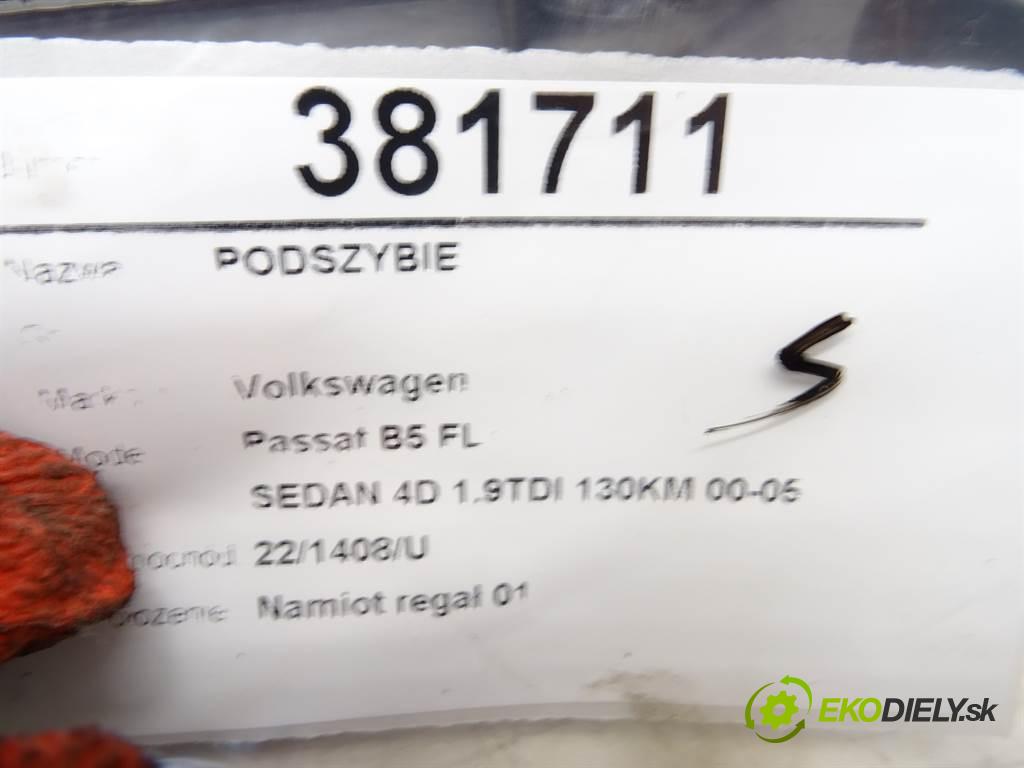 381711
Nazwa PODSZYBIE
Volkswagen
Passat B5 FL
SEDAN 4D 1.9TDI 130KM 00-05
22/1408/U
Namiot regał 01
S
EKODIELY.sk